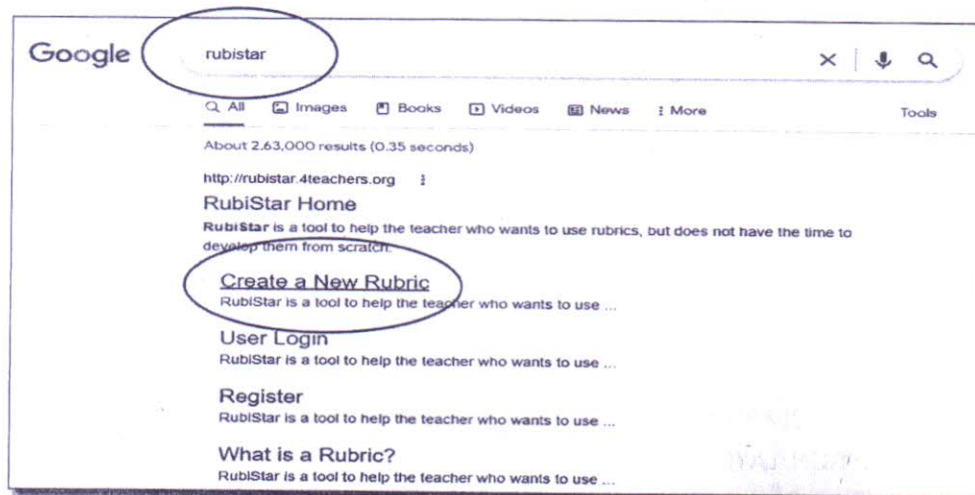 Google rubistar
All Images Books Videos News More Tools
About 2,63,000 results (0.35 seconds)
http://rubistar.4teachers.org
RubiStar Home
RubiStar is a tool to help the teacher who wants to use rubrics, but does not have the time to
develop them from scratch.
Create a New Rubric
RubiStar is a tool to help the teacher who wants to use ...
User Login
RubiStar is a tool to help the teacher who wants to use ...
Register
RubiStar is a tool to help the teacher who wants to use ...
What is a Rubric?
RubiStar is a tool to help the teacher who wants to use ...